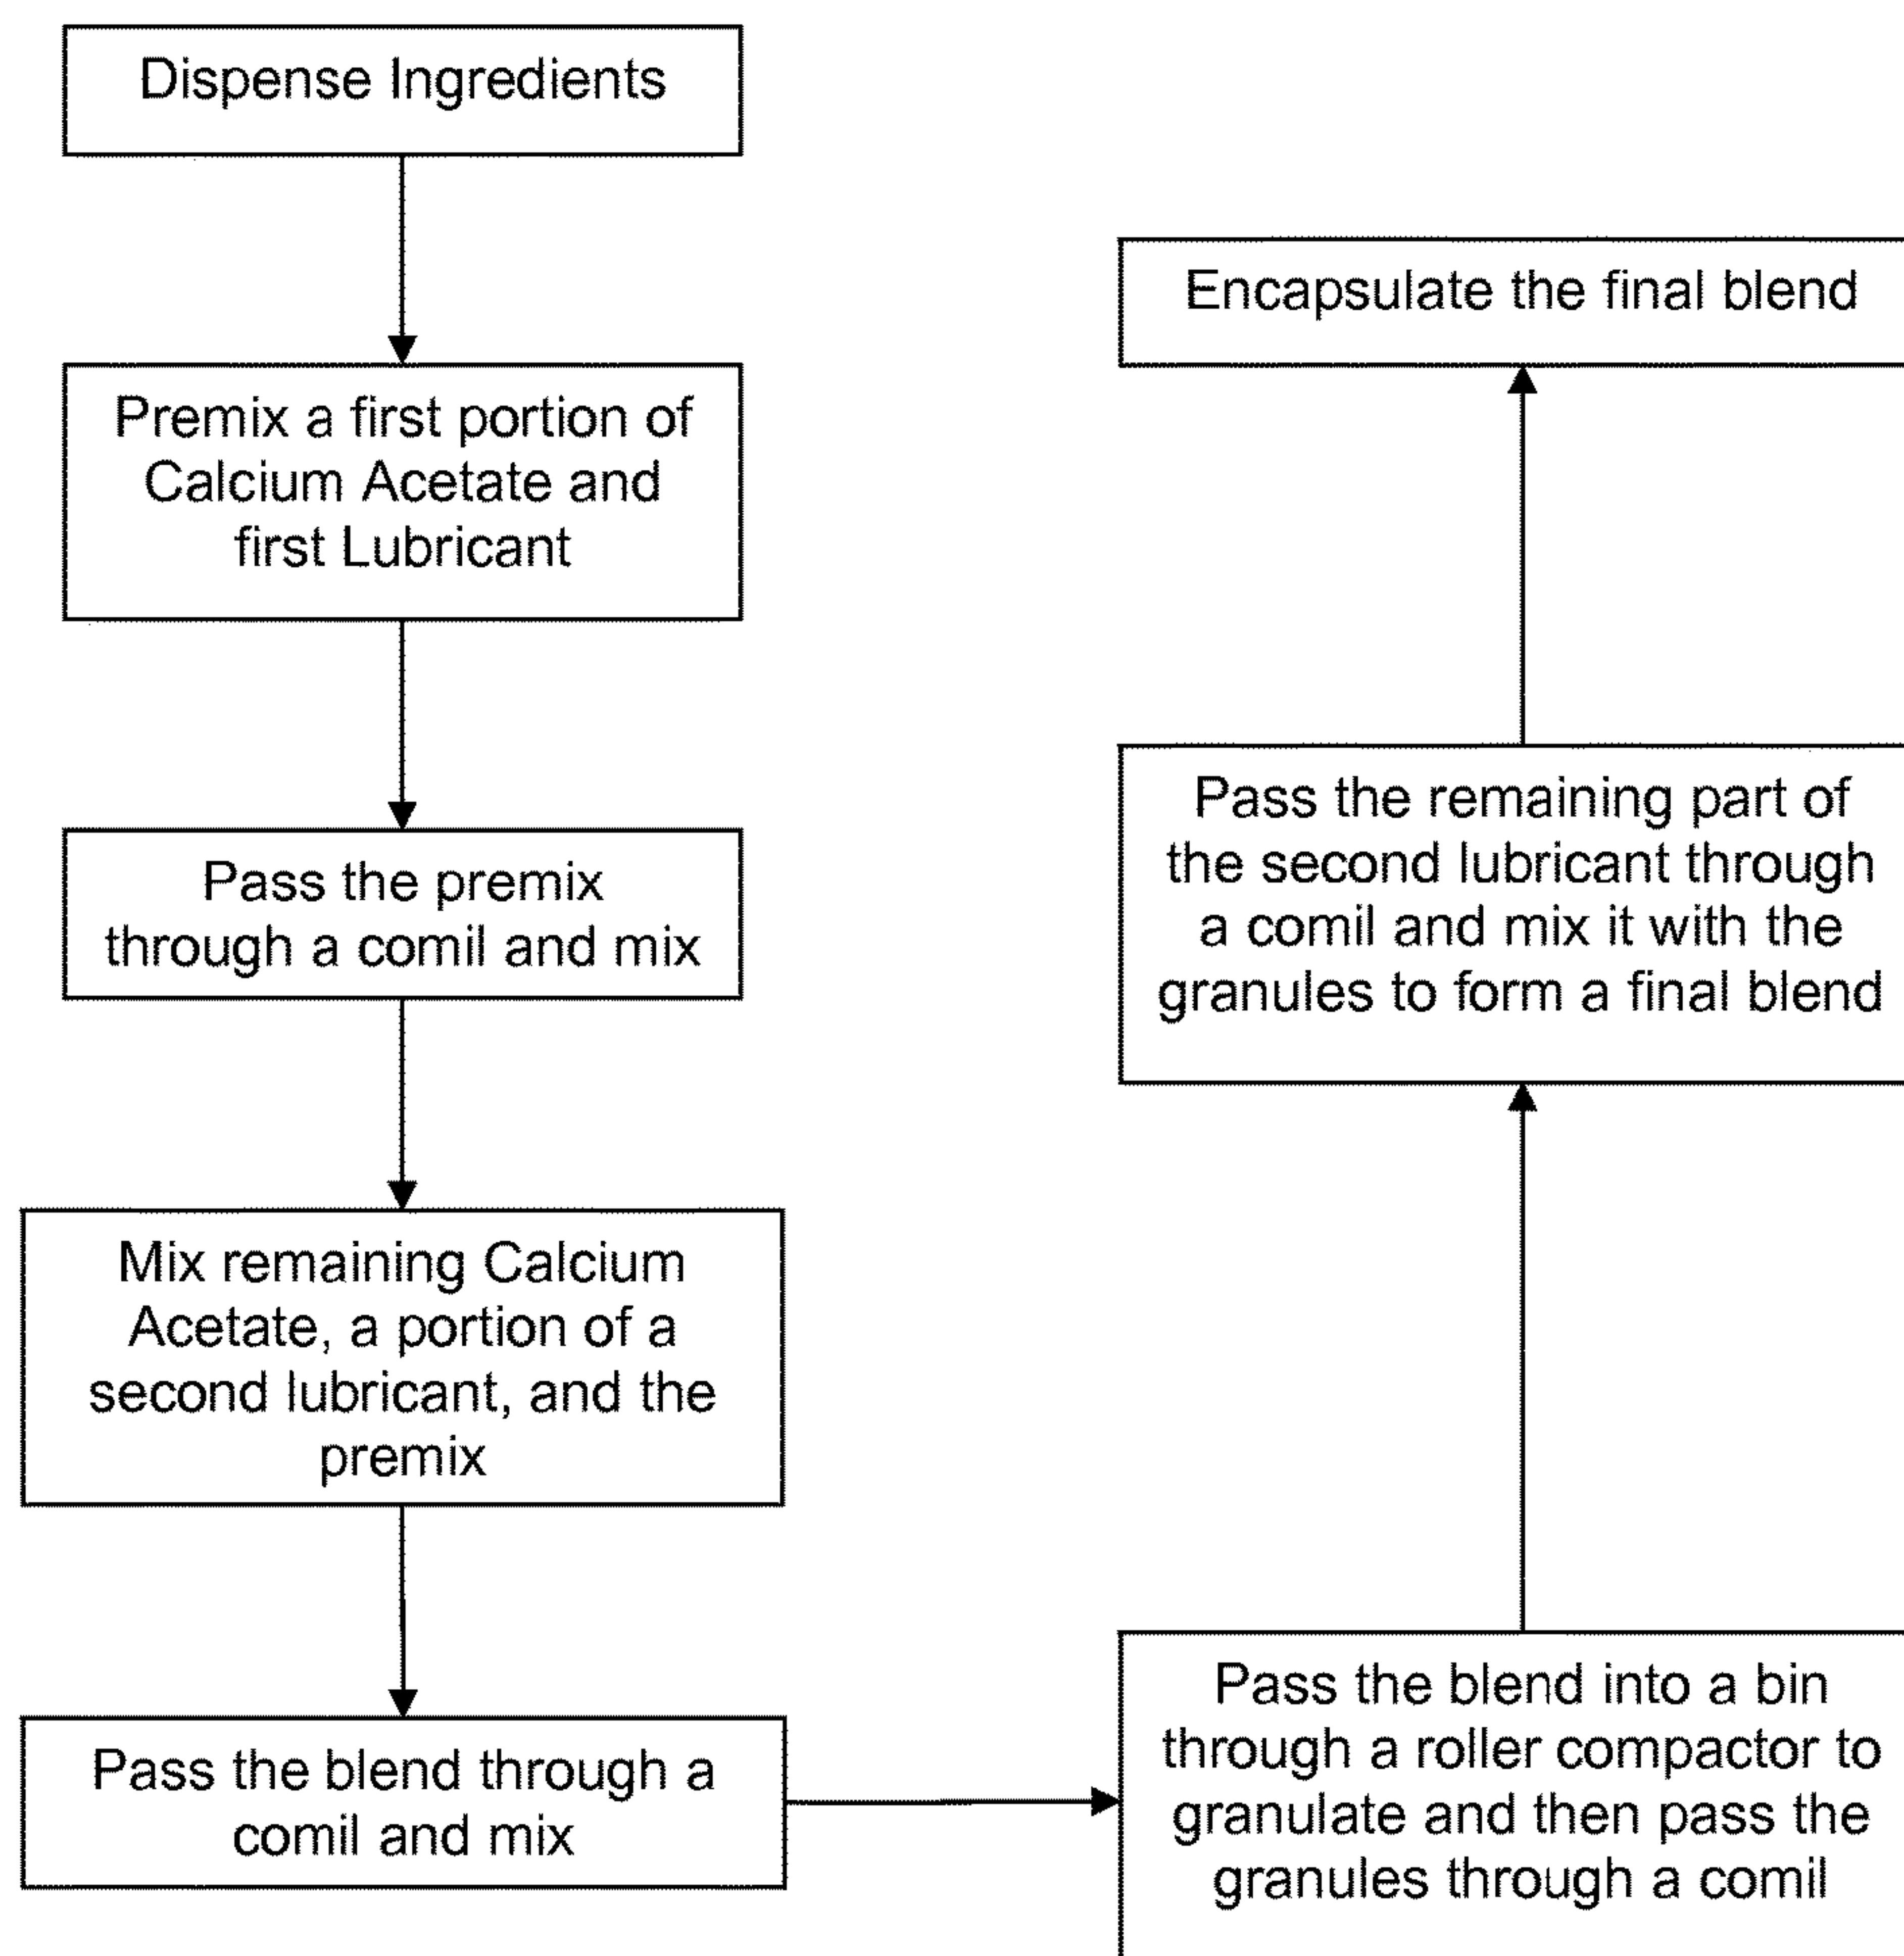 Dispense Ingredients
Premix a first portion of
Calcium Acetate and
first Lubricant
Pass the premix
through a comil and mix
Mix remaining Calcium
Acetate, a portion of a
second lubricant, and the
premix
Pass the blend through a
comil and mix
Pass the blend into a bin
through a roller compactor to
granulate and then pass the
granules through a comil
Pass the remaining part of
the second lubricant through
a comil and mix it with the
granules to form a final blend
Encapsulate the final blend